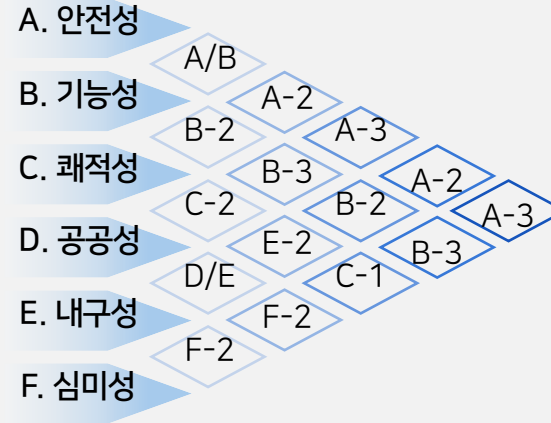 A. 안전성
A/B
B. 기능성
A-2
B-2
A-3
C. 쾌적성
B-3
A-2
C-2
B-2
A-3
D. 공공성
E-2
B-3
D/E
C-1
E. 내구성
F-2
F-2
F. 심미성